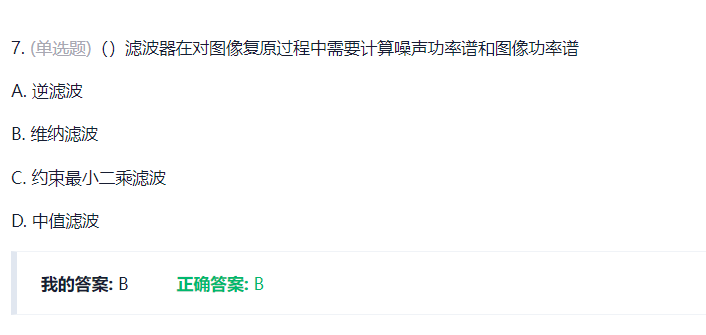 7. (单选题) （）滤波器在对图像复原过程中需要计算噪声功率谱和图像功率谱
A. 逆滤波
B. 维纳滤波
C. 约束最小二乘滤波
D. 中值滤波
我的答案: B 正确答案: B